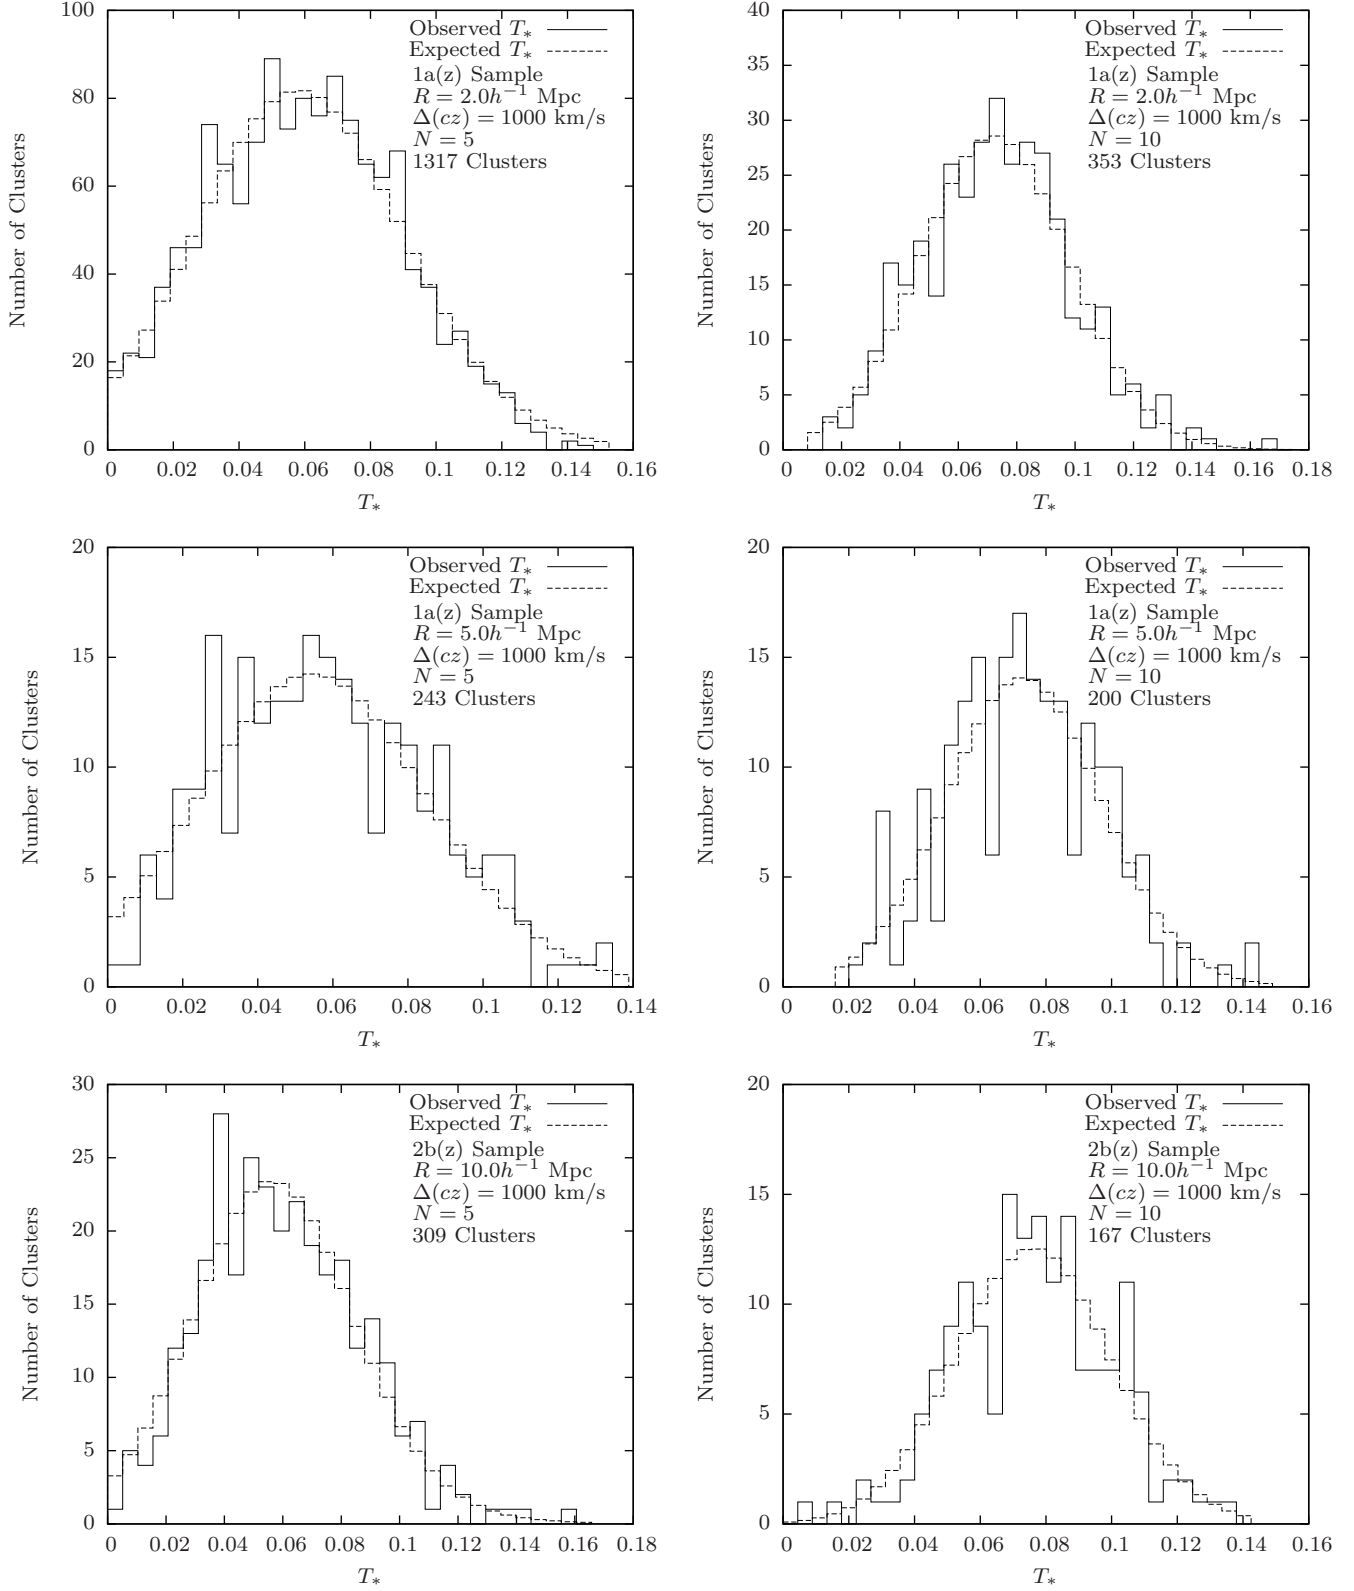 100
80
60
40
20
0
0 0.02 0.04 0.06 0.08 0.1 0.12 0.14 0.16
Number of Clusters
T*
Observed T*
Expected T*
1a(z) Sample
R = 2.0h⁻¹ Mpc
Δ(cz) = 1000 km/s
N = 5
1317 Clusters
40
35
30
25
20
15
10
5
0
0 0.02 0.04 0.06 0.08 0.1 0.12 0.14 0.16 0.18
Number of Clusters
T*
Observed T*
Expected T*
1a(z) Sample
R = 2.0h⁻¹ Mpc
Δ(cz) = 1000 km/s
N = 10
353 Clusters
20
15
10
5
0
0 0.02 0.04 0.06 0.08 0.1 0.12 0.14
Number of Clusters
T*
Observed T*
Expected T*
1a(z) Sample
R = 5.0h⁻¹ Mpc
Δ(cz) = 1000 km/s
N = 5
243 Clusters
20
15
10
5
0
0 0.02 0.04 0.06 0.08 0.1 0.12 0.14 0.16
Number of Clusters
T*
Observed T*
Expected T*
1a(z) Sample
R = 5.0h⁻¹ Mpc
Δ(cz) = 1000 km/s
N = 10
200 Clusters
30
25
20
15
10
5
0
0 0.02 0.04 0.06 0.08 0.1 0.12 0.14 0.16 0.18
Number of Clusters
T*
Observed T*
Expected T*
2b(z) Sample
R = 10.0h⁻¹ Mpc
Δ(cz) = 1000 km/s
N = 5
309 Clusters
20
15
10
5
0
0 0.02 0.04 0.06 0.08 0.1 0.12 0.14 0.16
Number of Clusters
T*
Observed T*
Expected T*
2b(z) Sample
R = 10.0h⁻¹ Mpc
Δ(cz) = 1000 km/s
N = 10
167 Clusters